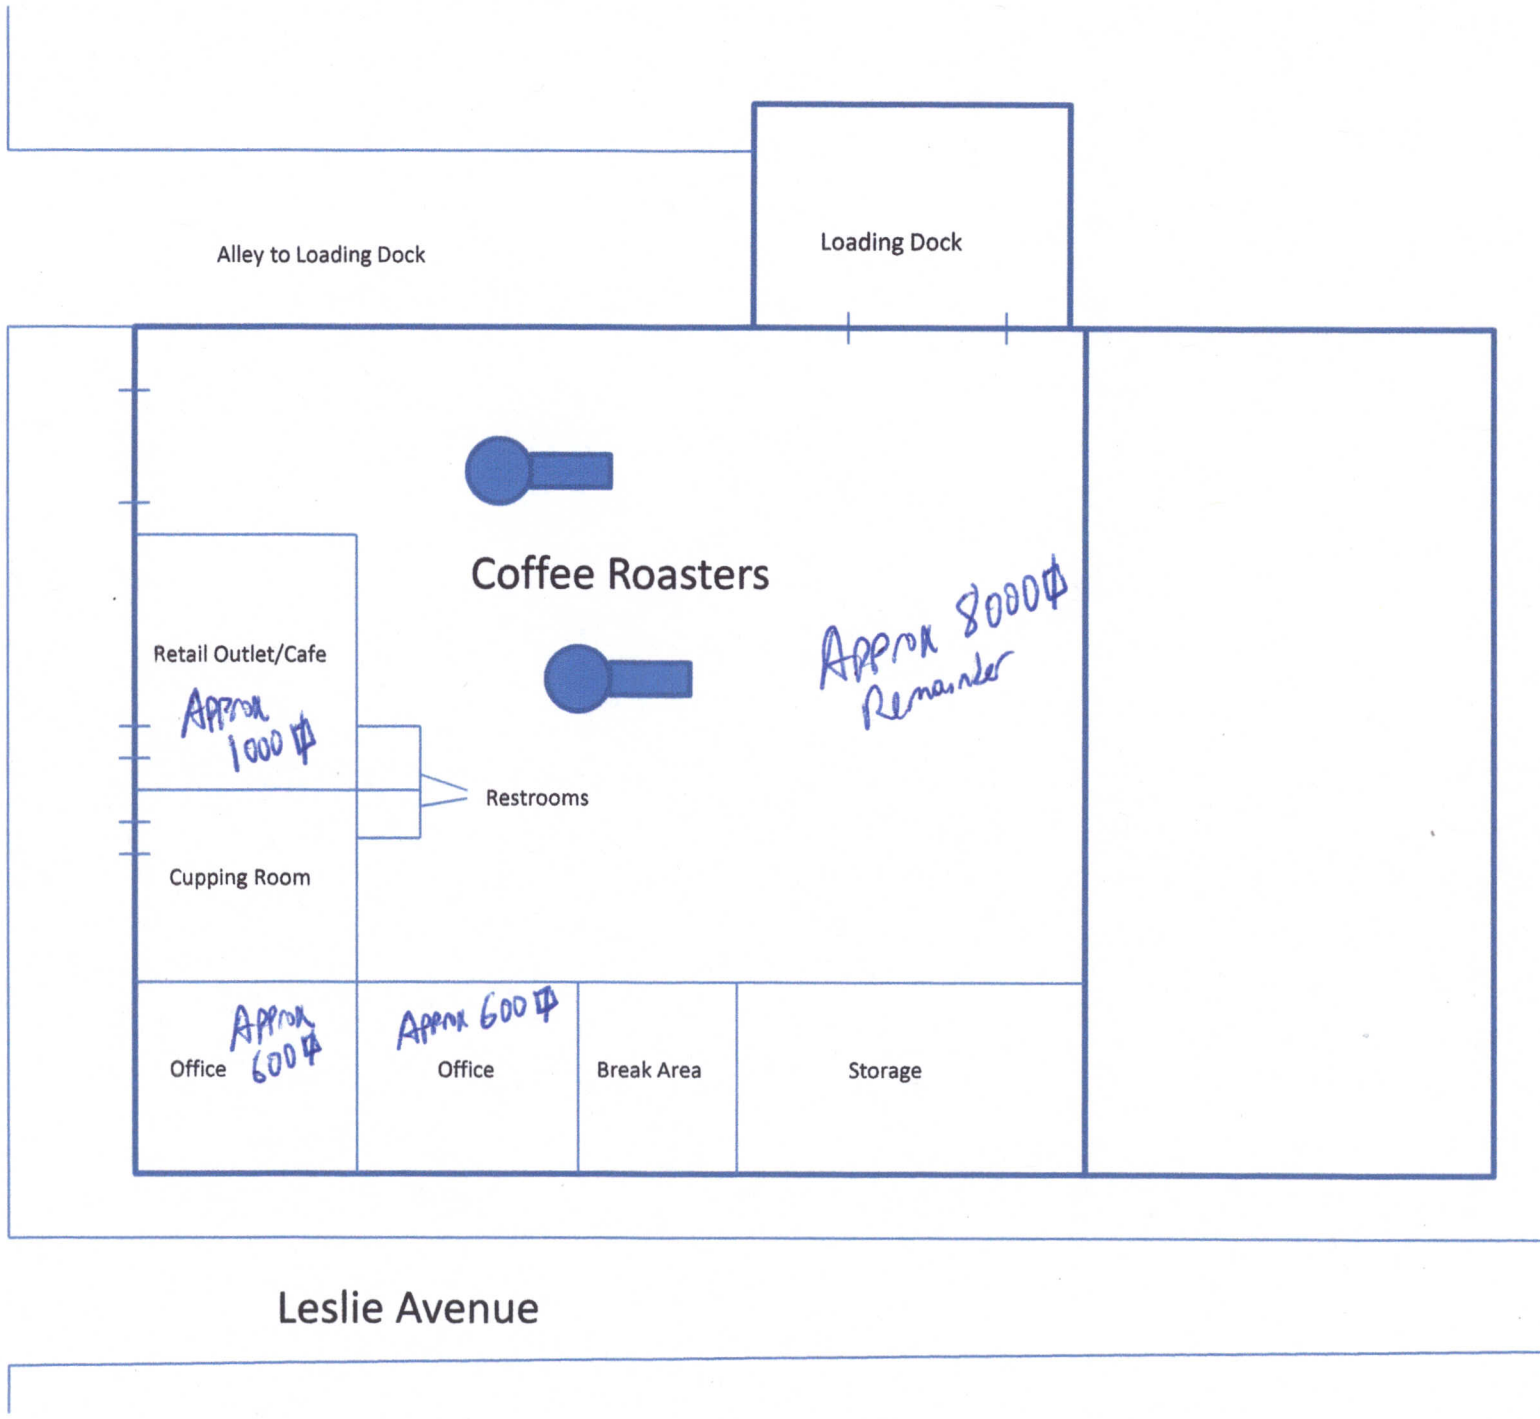 Alley to Loading Dock
Loading Dock
Coffee Roasters
Approx 8000⏍
Remainder
Retail Outlet/Cafe
Approx
1000⏍
Restrooms
Cupping Room
Approx
600⏍
Office
Approx 600⏍
Office
Break Area
Storage
Leslie Avenue